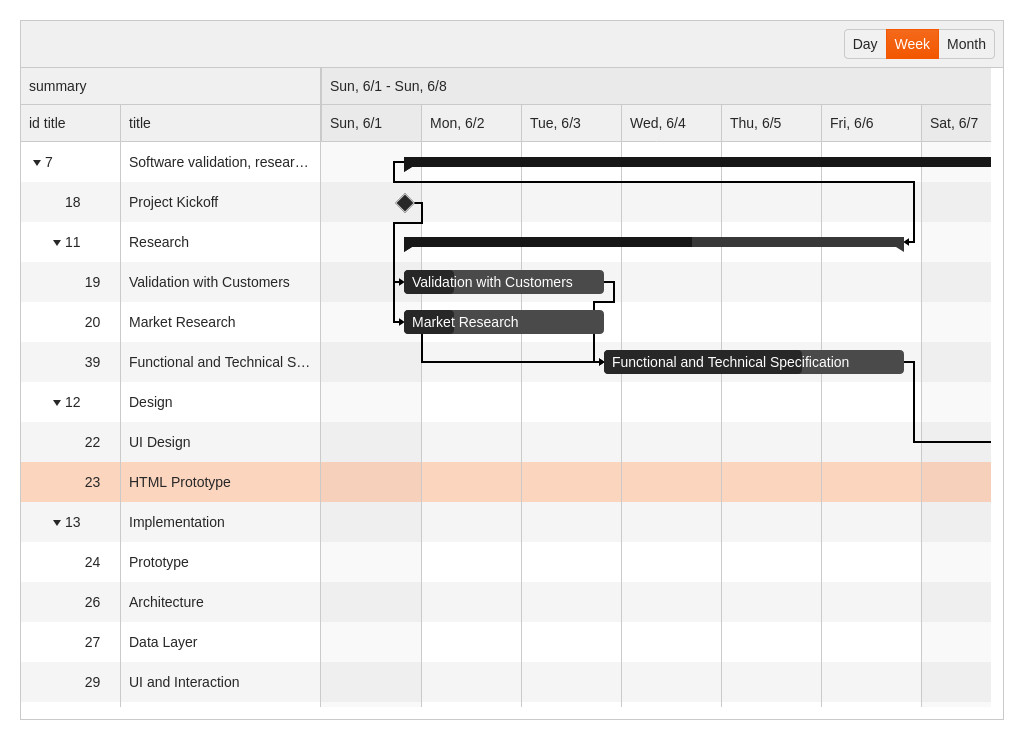 Day Week Month
summary Sun, 6/1 - Sun, 6/8
id title title Sun, 6/1 Mon, 6/2 Tue, 6/3 Wed, 6/4 Thu, 6/5 Fri, 6/6 Sat, 6/7
7 Software validation, resear…
18 Project Kickoff
11 Research
19 Validation with Customers Validation with Customers
20 Market Research Market Research
39 Functional and Technical S… Functional and Technical Specification
12 Design
22 UI Design
23 HTML Prototype
13 Implementation
24 Prototype
26 Architecture
27 Data Layer
29 UI and Interaction